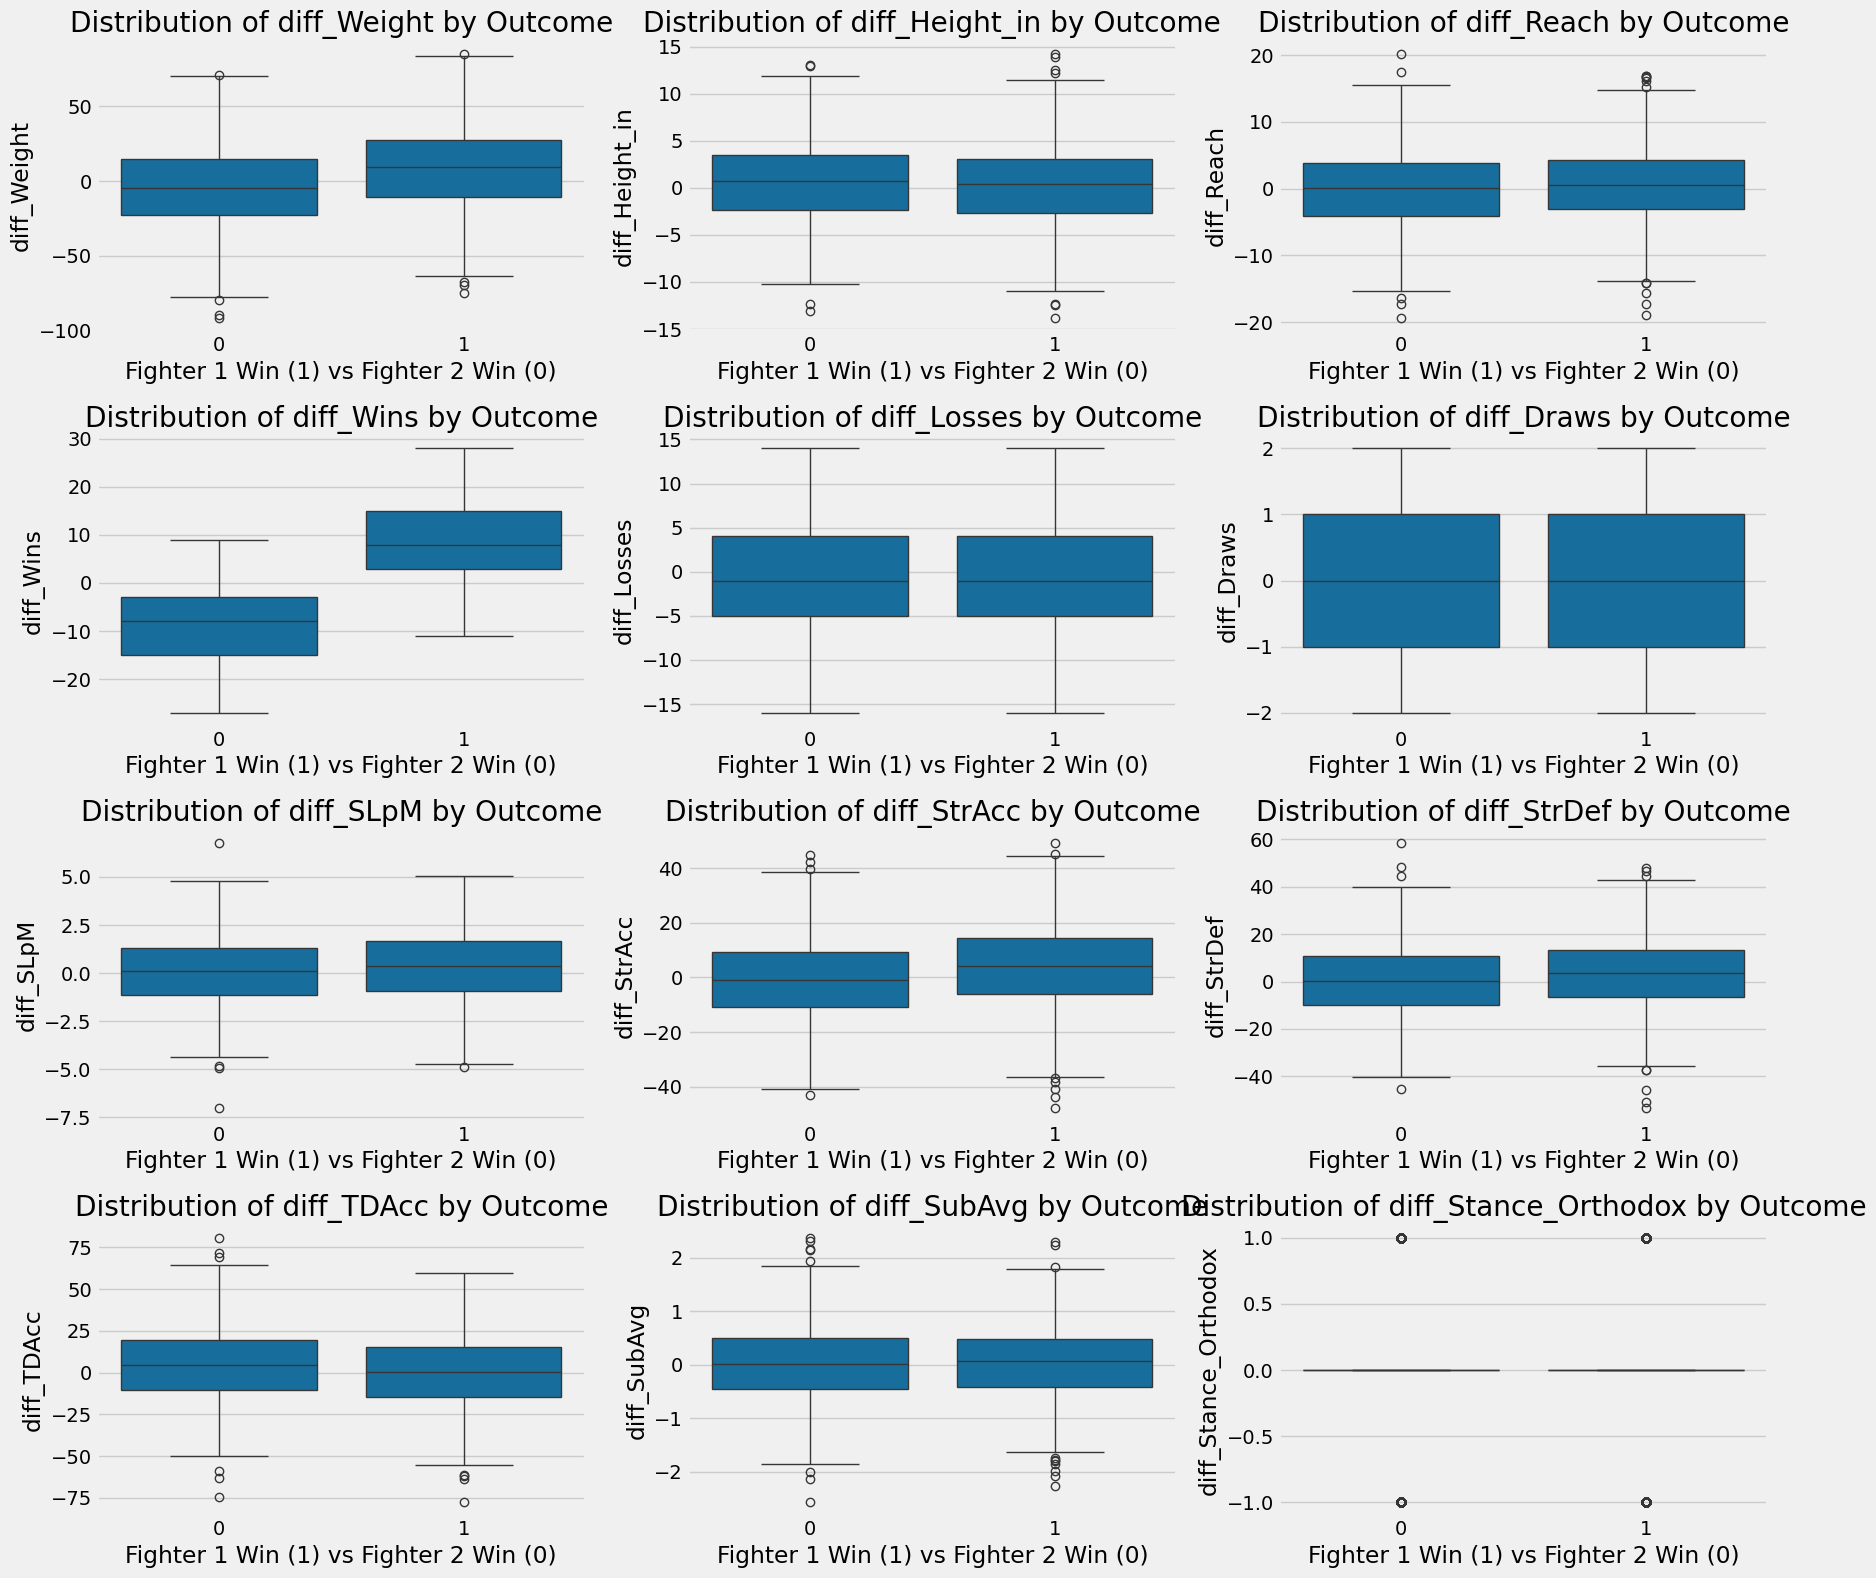 Distribution of diff_Weight by Outcome
diff_Weight
50
0
−50
−100
0 1
Fighter 1 Win (1) vs Fighter 2 Win (0)
Distribution of diff_Height_in by Outcome
diff_Height_in
15
10
5
0
−5
−10
−15
0 1
Fighter 1 Win (1) vs Fighter 2 Win (0)
Distribution of diff_Reach by Outcome
diff_Reach
20
10
0
−10
−20
0 1
Fighter 1 Win (1) vs Fighter 2 Win (0)
Distribution of diff_Wins by Outcome
diff_Wins
30
20
10
0
−10
−20
0 1
Fighter 1 Win (1) vs Fighter 2 Win (0)
Distribution of diff_Losses by Outcome
diff_Losses
15
10
5
0
−5
−10
−15
0 1
Fighter 1 Win (1) vs Fighter 2 Win (0)
Distribution of diff_Draws by Outcome
diff_Draws
2
1
0
−1
−2
0 1
Fighter 1 Win (1) vs Fighter 2 Win (0)
Distribution of diff_SLpM by Outcome
diff_SLpM
5.0
2.5
0.0
−2.5
−5.0
−7.5
0 1
Fighter 1 Win (1) vs Fighter 2 Win (0)
Distribution of diff_StrAcc by Outcome
diff_StrAcc
40
20
0
−20
−40
0 1
Fighter 1 Win (1) vs Fighter 2 Win (0)
Distribution of diff_StrDef by Outcome
diff_StrDef
60
40
20
0
−20
−40
0 1
Fighter 1 Win (1) vs Fighter 2 Win (0)
Distribution of diff_TDAcc by Outcome
diff_TDAcc
75
50
25
0
−25
−50
−75
0 1
Fighter 1 Win (1) vs Fighter 2 Win (0)
Distribution of diff_SubAvg by Outcome
diff_SubAvg
2
1
0
−1
−2
0 1
Fighter 1 Win (1) vs Fighter 2 Win (0)
Distribution of diff_Stance_Orthodox by Outcome
diff_Stance_Orthodox
1.0
0.5
0.0
−0.5
−1.0
0 1
Fighter 1 Win (1) vs Fighter 2 Win (0)